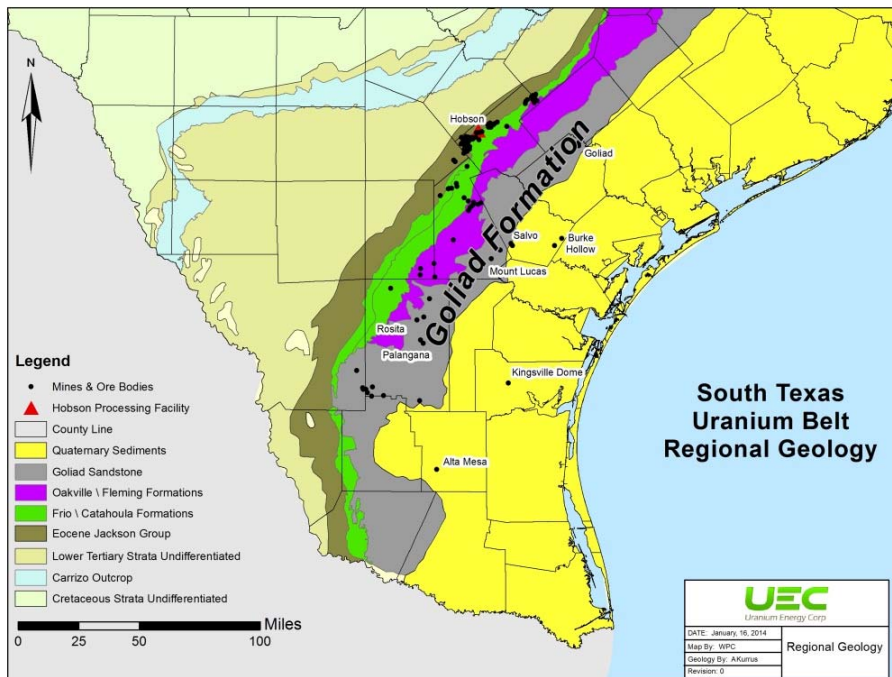 N
Hobson
Goliad
Goliad Formation
Salvo
Burke
Hollow
Mount Lucas
Rosita
Palangana
Kingsville Dome
Alta Mesa
South Texas
Uranium Belt
Regional Geology
Legend
Mines & Ore Bodies
Hobson Processing Facility
County Line
Quaternary Sediments
Goliad Sandstone
Oakville \ Fleming Formations
Frio \ Catahoula Formations
Eocene Jackson Group
Lower Tertiary Strata Undifferentiated
Carrizo Outcrop
Cretaceous Strata Undifferentiated
Miles
0 25 50 100
UEC
Uranium Energy Corp
DATE: January, 16, 2014
Map By: WPC
Geology By: AKurrus
Revision: 0
Regional Geology